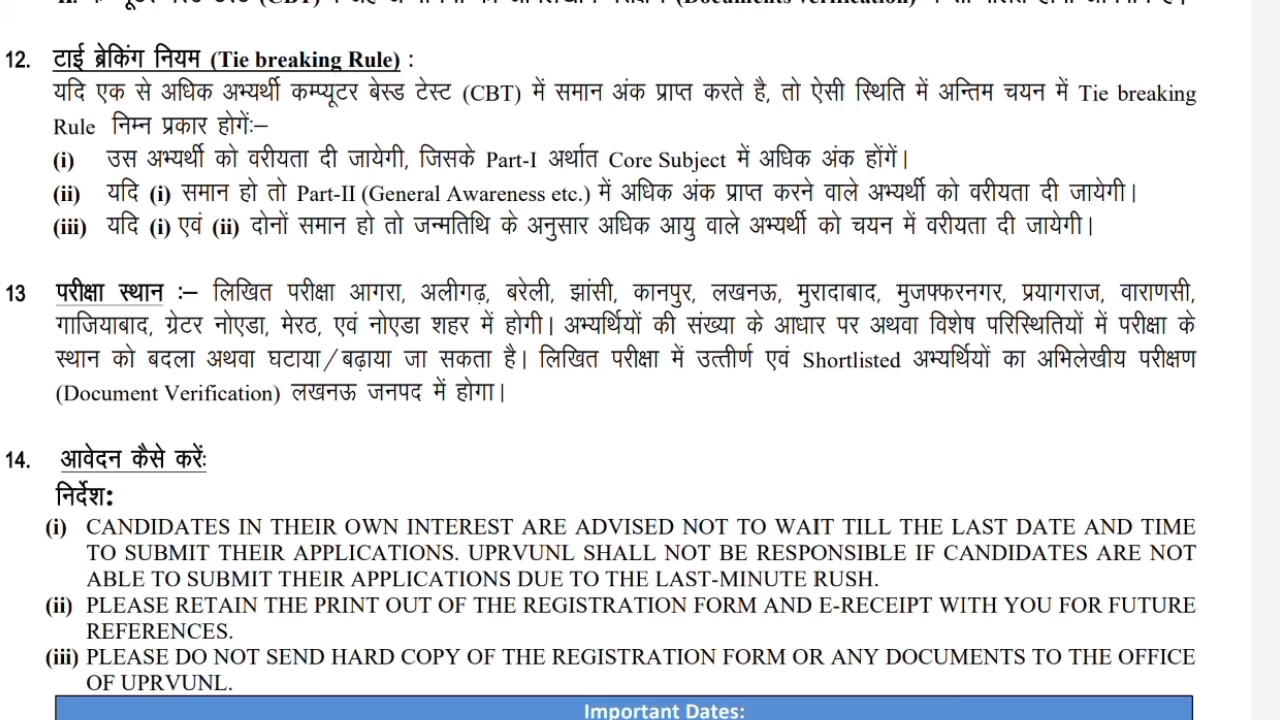 (Documents verification)
12. टाई ब्रेकिंग नियम (Tie breaking Rule) :
यदि एक से अधिक अभ्यर्थी कम्प्यूटर बेस्ड टेस्ट (CBT) में समान अंक प्राप्त करते है, तो ऐसी स्थिति में अन्तिम चयन में Tie breaking
Rule निम्न प्रकार होगेंः–
(i) उस अभ्यर्थी को वरीयता दी जायेगी, जिसके Part-I अर्थात Core Subject में अधिक अंक होंगें।
(ii) यदि (i) समान हो तो Part-II (General Awareness etc.) में अधिक अंक प्राप्त करने वाले अभ्यर्थी को वरीयता दी जायेगी।
(iii) यदि (i) एवं (ii) दोनों समान हो तो जन्मतिथि के अनुसार अधिक आयु वाले अभ्यर्थी को चयन में वरीयता दी जायेगी।
13 परीक्षा स्थान :– लिखित परीक्षा आगरा, अलीगढ़, बरेली, झांसी, कानपुर, लखनऊ, मुरादाबाद, मुजफ्फरनगर, प्रयागराज, वाराणसी,
गाजियाबाद, ग्रेटर नोएडा, मेरठ, एवं नोएडा शहर में होगी। अभ्यर्थियों की संख्या के आधार पर अथवा विशेष परिस्थितियों में परीक्षा के
स्थान को बदला अथवा घटाया/बढ़ाया जा सकता है। लिखित परीक्षा में उत्तीर्ण एवं Shortlisted अभ्यर्थियों का अभिलेखीय परीक्षण
(Document Verification) लखनऊ जनपद में होगा।
14. आवेदन कैसे करेंः
निर्देश:
(i) CANDIDATES IN THEIR OWN INTEREST ARE ADVISED NOT TO WAIT TILL THE LAST DATE AND TIME
TO SUBMIT THEIR APPLICATIONS. UPRVUNL SHALL NOT BE RESPONSIBLE IF CANDIDATES ARE NOT
ABLE TO SUBMIT THEIR APPLICATIONS DUE TO THE LAST-MINUTE RUSH.
(ii) PLEASE RETAIN THE PRINT OUT OF THE REGISTRATION FORM AND E-RECEIPT WITH YOU FOR FUTURE
REFERENCES.
(iii) PLEASE DO NOT SEND HARD COPY OF THE REGISTRATION FORM OR ANY DOCUMENTS TO THE OFFICE
OF UPRVUNL.
Important Dates: